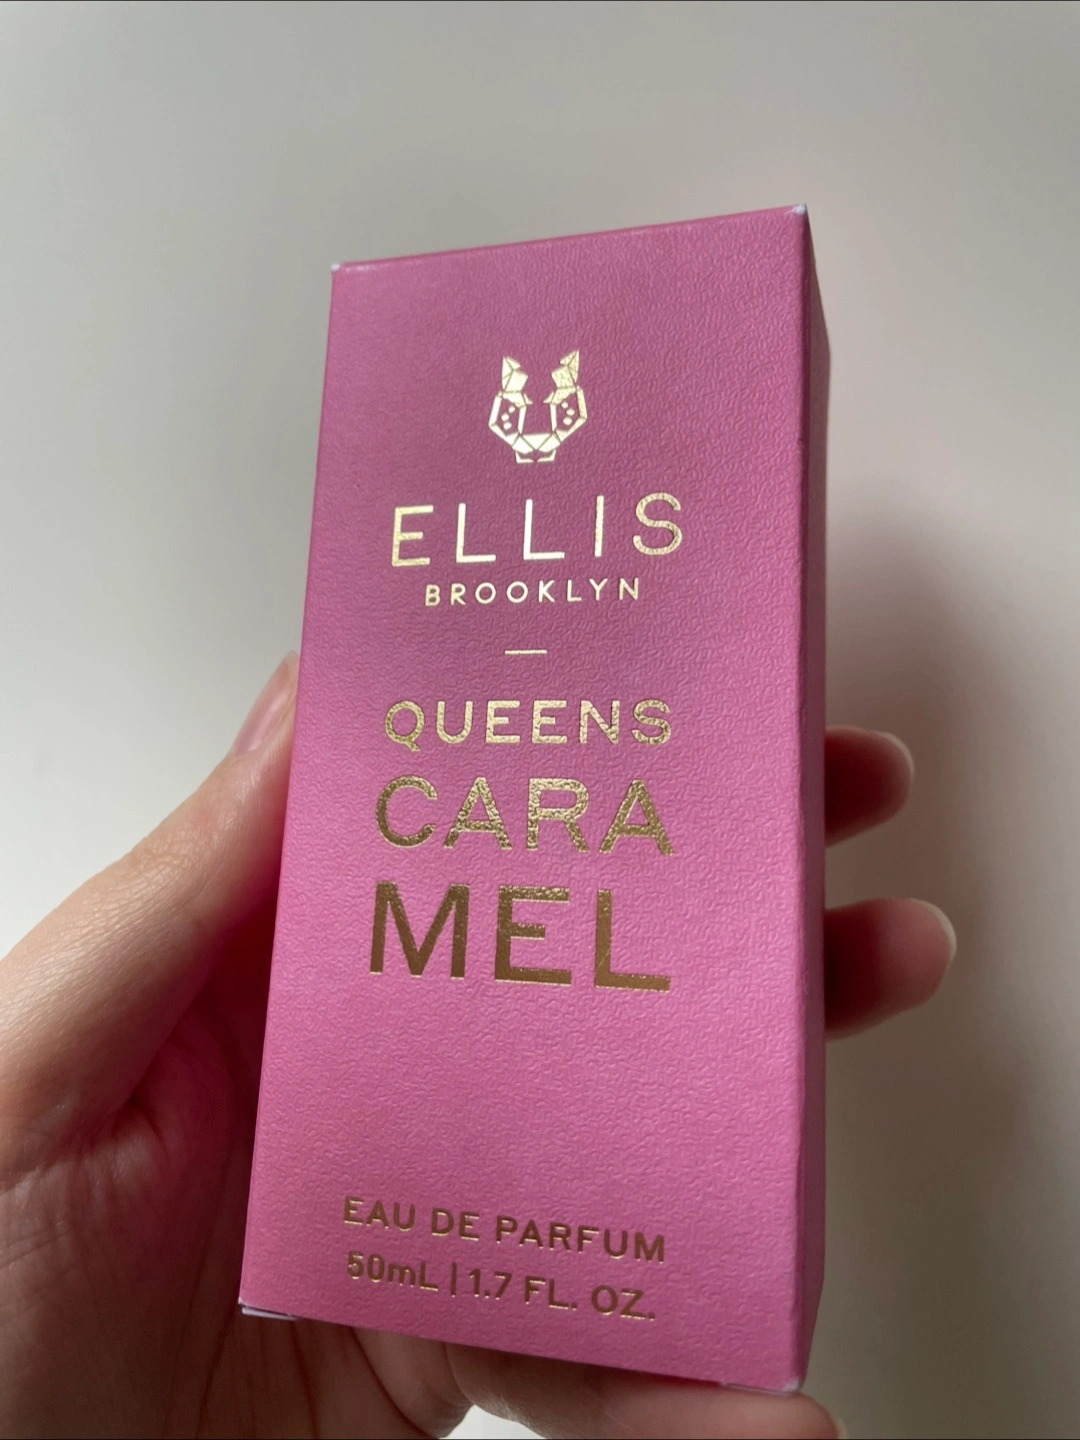 ELLIS
BROOKLYN
QUEENS
CARA
MEL
EAU DE PARFUM
50mL | 1.7 FL. OZ.